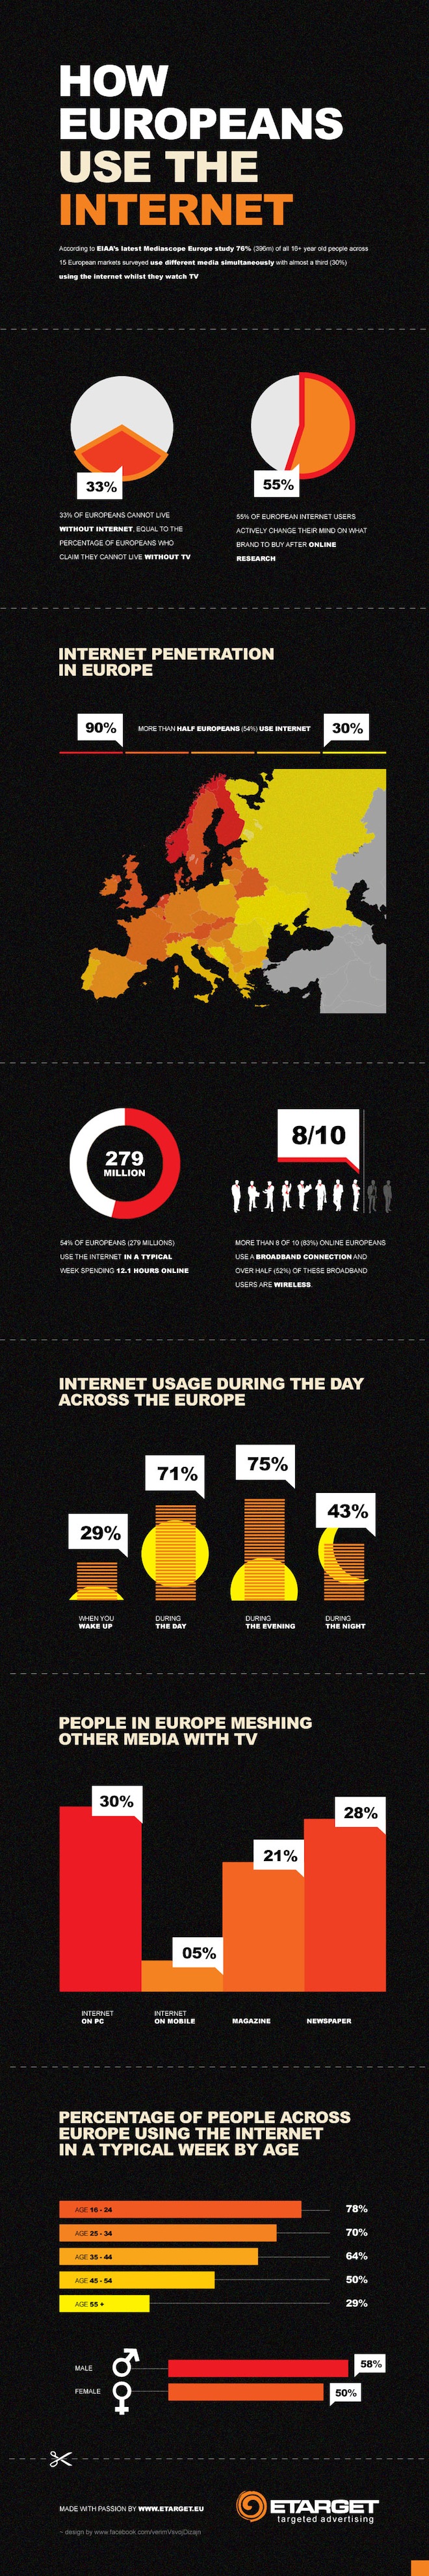 HOW
EUROPEANS
USE THE
INTERNET
According to EIAA's latest Mediascope Europe study 76% (396m) of all 16+ year old people across
15 European markets surveyed use different media simultaneously with almost a third (30%)
using the internet whilst they watch TV
33%
33% OF EUROPEANS CANNOT LIVE
WITHOUT INTERNET, EQUAL TO THE
PERCENTAGE OF EUROPEANS WHO
CLAIM THEY CANNOT LIVE WITHOUT TV
55%
55% OF EUROPEAN INTERNET USERS
ACTIVELY CHANGE THEIR MIND ON WHAT
BRAND TO BUY AFTER ONLINE
RESEARCH
INTERNET PENETRATION
IN EUROPE
90%
MORE THAN HALF EUROPEANS (54%) USE INTERNET
30%
279
MILLION
54% OF EUROPEANS (279 MILLIONS)
USE THE INTERNET IN A TYPICAL
WEEK SPENDING 12.1 HOURS ONLINE
8/10
MORE THAN 8 OF 10 (83%) ONLINE EUROPEANS
USE A BROADBAND CONNECTION AND
OVER HALF (52%) OF THESE BROADBAND
USERS ARE WIRELESS.
INTERNET USAGE DURING THE DAY
ACROSS THE EUROPE
29%
71%
75%
43%
WHEN YOU
WAKE UP
DURING
THE DAY
DURING
THE EVENING
DURING
THE NIGHT
PEOPLE IN EUROPE MESHING
OTHER MEDIA WITH TV
30%
05%
21%
28%
INTERNET
ON PC
INTERNET
ON MOBILE
MAGAZINE
NEWSPAPER
PERCENTAGE OF PEOPLE ACROSS
EUROPE USING THE INTERNET
IN A TYPICAL WEEK BY AGE
AGE 16 - 24 78%
AGE 25 - 34 70%
AGE 35 - 44 64%
AGE 45 - 54 50%
AGE 55 + 29%
MALE 58%
FEMALE 50%
MADE WITH PASSION BY WWW.ETARGET.EU
ETARGET
targeted advertising
~ design by www.facebook.com/verimVsvojDizajn